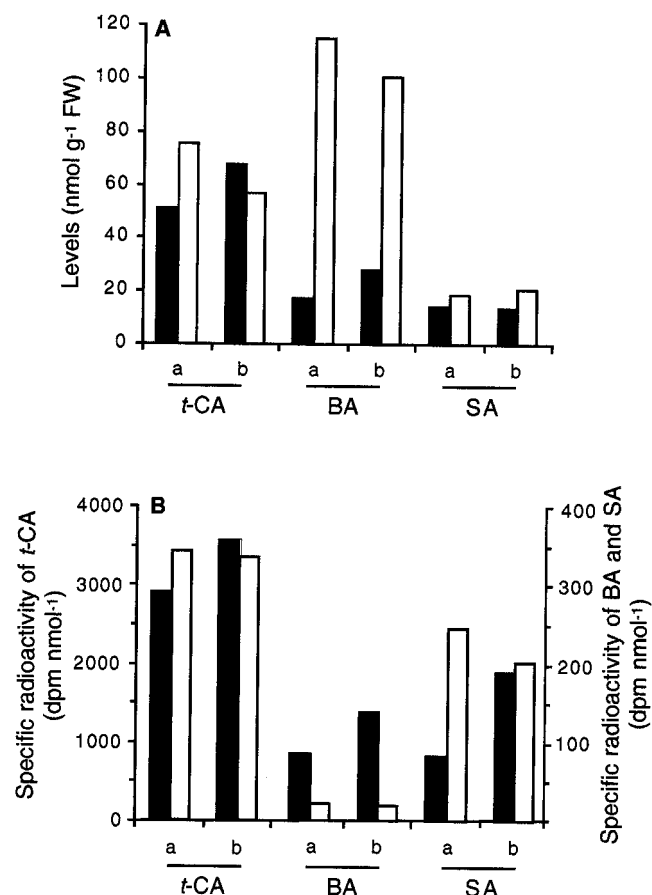 A
Levels (nmol g-1 FW)
120
100
80
60
40
20
0
a b a b a b
t-CA BA SA
B
Specific radioactivity of t-CA
(dpm nmol-1)
4000
3000
2000
1000
0
400
300
200
100
Specific radioactivity of BA and SA
(dpm nmol-1)
a b a b a b
t-CA BA SA